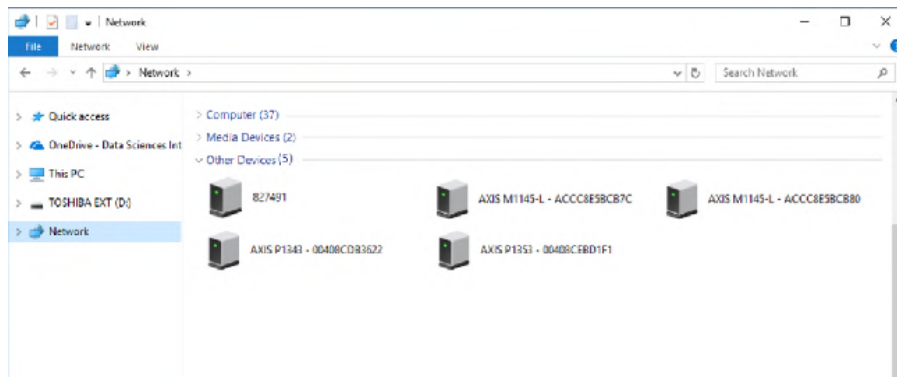 Network
File Network View
Network
Search Network
Quick access
OneDrive - Data Sciences Int
This PC
TOSHIBA EXT (D:)
Network
Computer (37)
Media Devices (2)
Other Devices (5)
827491
AXIS M1145-L - ACCC8E5BCB7C
AXIS M1145-L - ACCC8E5BCB80
AXIS P1343 - 00408CDB3622
AXIS P1353 - 00408CEBD1F1